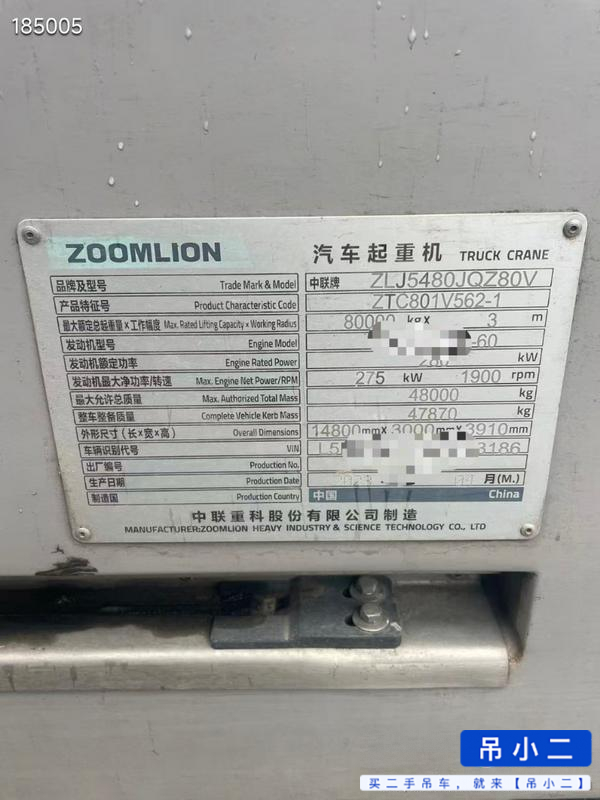 185005
ZOOMLION 汽车起重机 TRUCK CRANE
品牌及型号 Trade Mark & Model 中联牌 ZLJ5480JQZ80V
产品特征号 Product Characteristic Code ZTC801V562-1
最大额定总起重量×工作幅度 Max. Rated Lifting Capacity × Working Radius 80000 kg× 3 m
发动机型号 Engine Model -60
发动机额定功率 Engine Rated Power kW
发动机最大净功率/转速 Max. Engine Net Power/RPM 275 kW 1900 rpm
最大允许总质量 Max. Authorized Total Mass 48000 kg
整车整备质量 Complete Vehicle Kerb Mass 47870 kg
外形尺寸(长×宽×高) Overall Dimensions 14800mm× 3000mm×3910mm
车辆识别代号 VIN L5 3186
出厂编号 Production No.
生产日期 Production Date 2023 月(M.)
制造国 Production Country 中国 China
中联重科股份有限公司制造
MANUFACTURER:ZOOMLION HEAVY INDUSTRY & SCIENCE TECHNOLOGY CO., LTD
吊小二
买二手吊车,就来【吊小二】